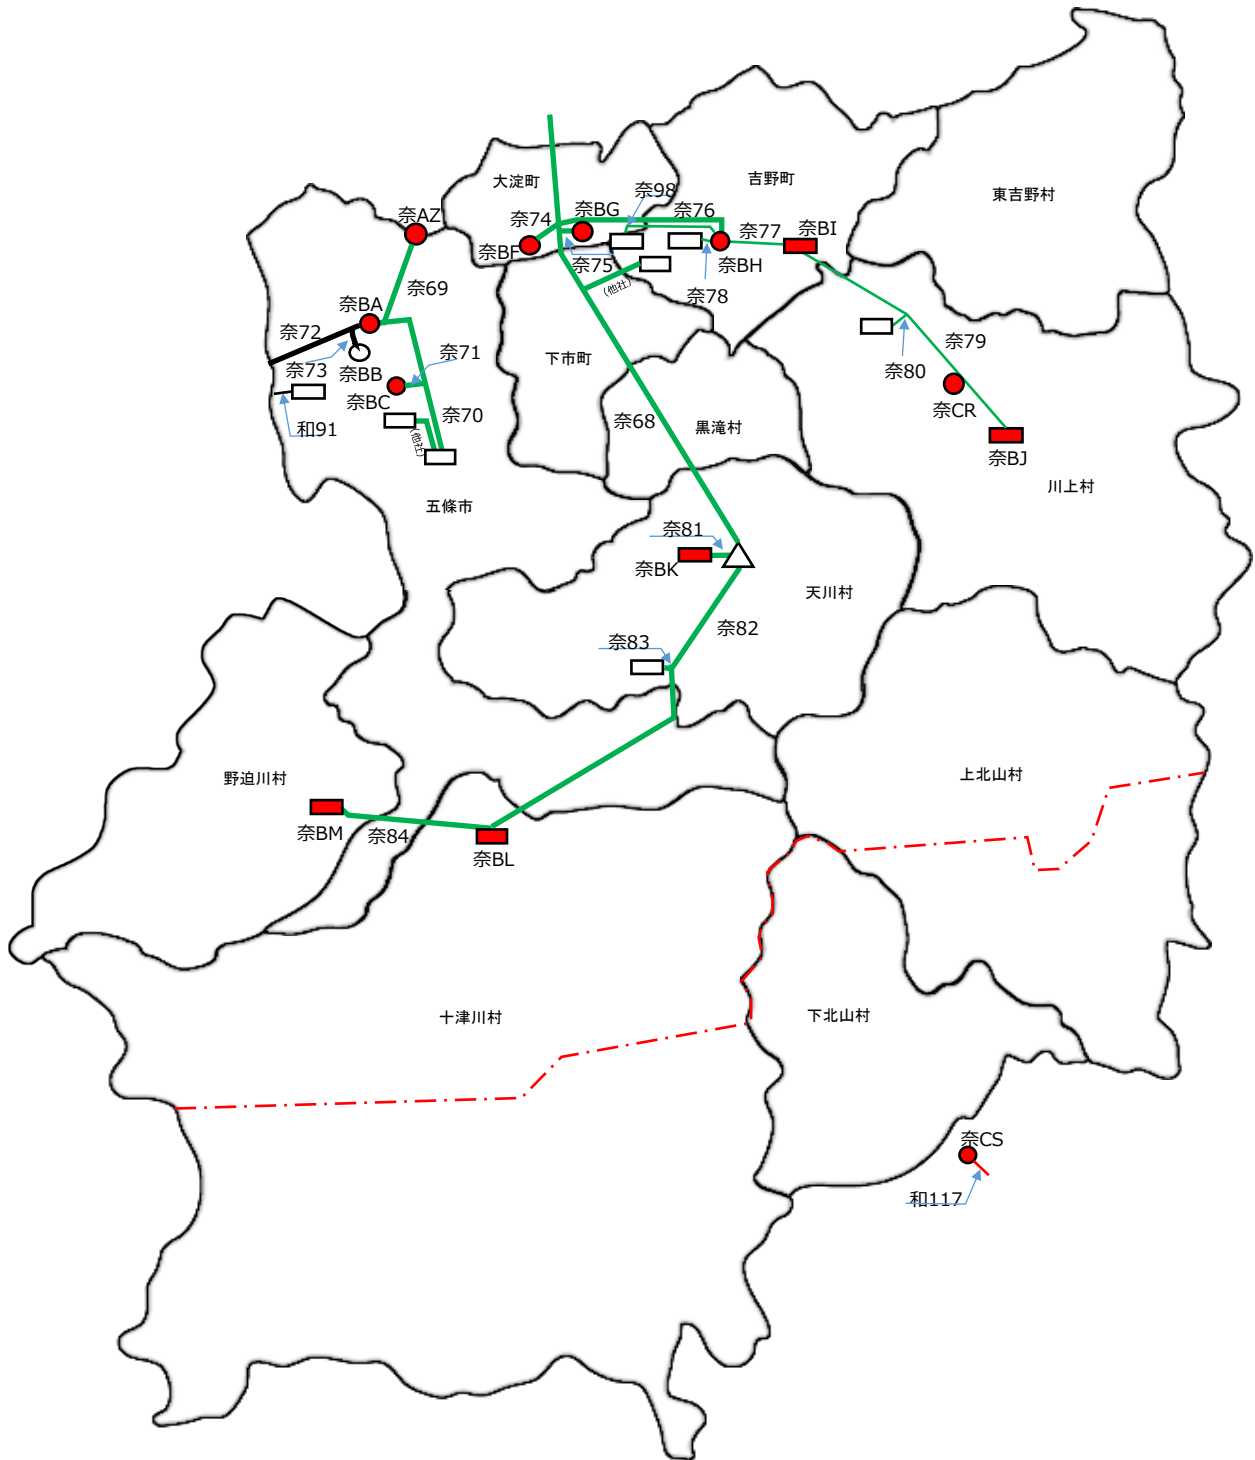 大淀町
吉野町
東吉野村
奈98
奈AZ
奈74
奈BG
奈76
奈77
奈BI
奈BF
奈75
奈BH
奈69
(他社)
奈78
奈BA
奈72
奈73
奈BB
奈71
下市町
奈79
奈80
奈BC
奈70
奈68
黒滝村
奈CR
和91
(他社)
奈BJ
川上村
五條市
奈81
奈BK
天川村
奈82
奈83
野迫川村
上北山村
奈BM
奈84
奈BL
十津川村
下北山村
奈CS
和117